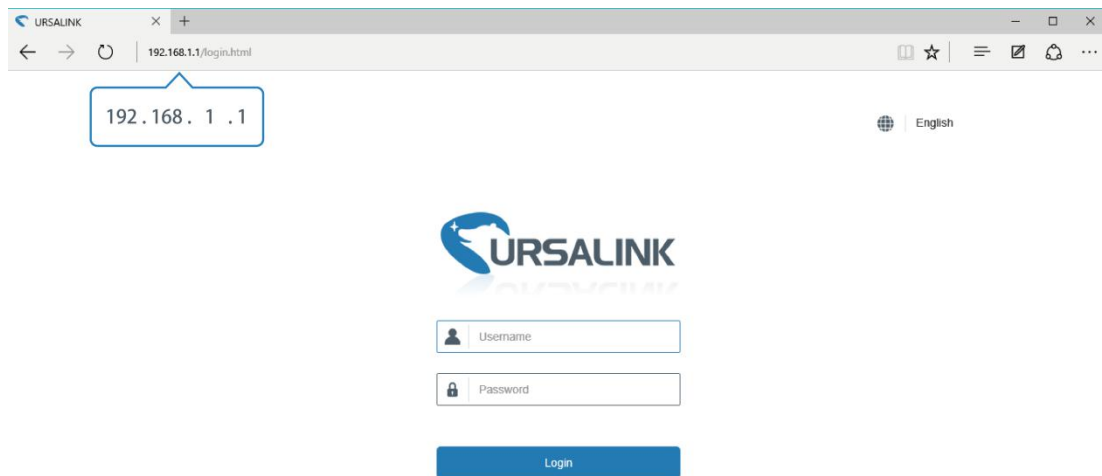 URSALINK
192.168.1.1/login.html
192.168. 1 .1
English
URSALINK
Username
Password
Login